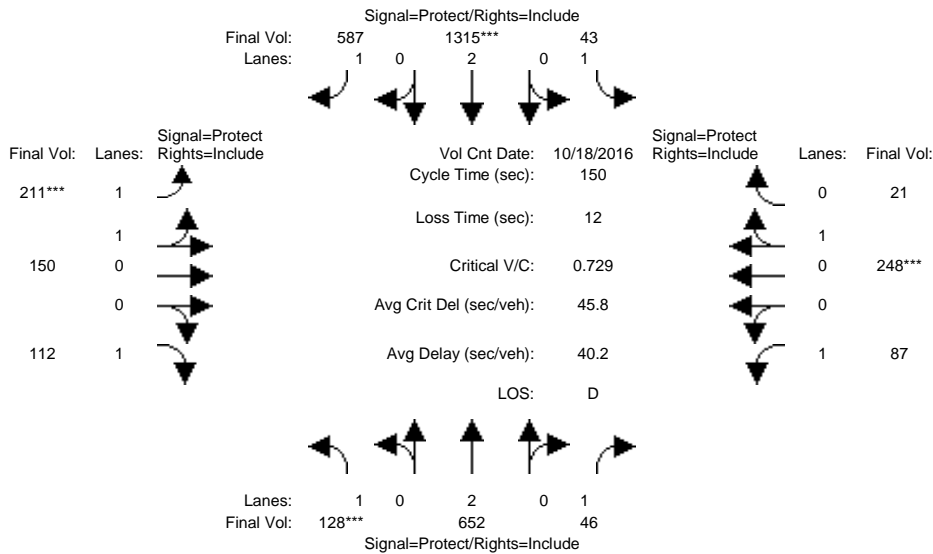 Signal=Protect/Rights=Include
Final Vol: 587 1315*** 43
Lanes: 1 0 2 0 1
Signal=Protect Signal=Protect
Final Vol: Lanes: Rights=Include Vol Cnt Date: 10/18/2016 Rights=Include Lanes: Final Vol:
Cycle Time (sec): 150
211*** 1 0 21
Loss Time (sec): 12
1 1
150 0 Critical V/C: 0.729 0 248***
0 Avg Crit Del (sec/veh): 45.8 0
112 1 Avg Delay (sec/veh): 40.2 1 87
LOS: D
Lanes: 1 0 2 0 1
Final Vol: 128*** 652 46
Signal=Protect/Rights=Include